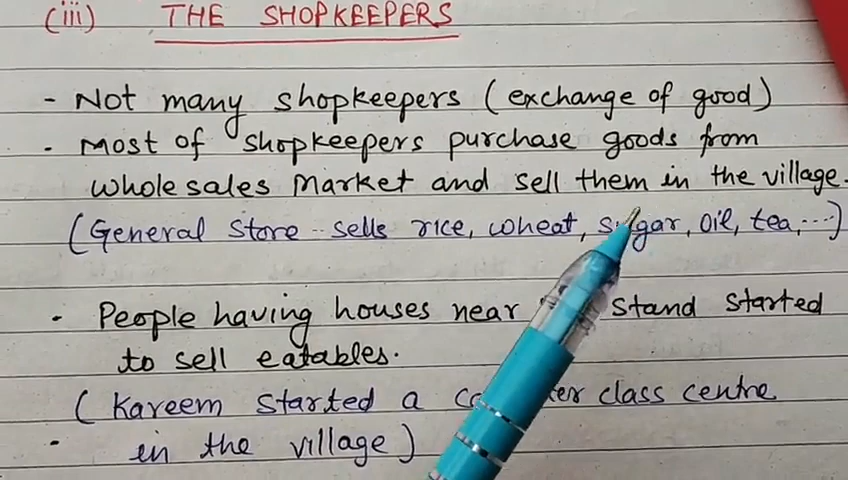 (iii) THE SHOPKEEPERS
- Not many shopkeepers (exchange of good)
- Most of shopkeepers purchase goods from
whole sales Market and sell them in the village.
(General store .. sells rice, wheat, sugar, oil, tea, ....)
. People having houses near stand started
to sell eatables.
( Kareem started a class centre
. in the village)